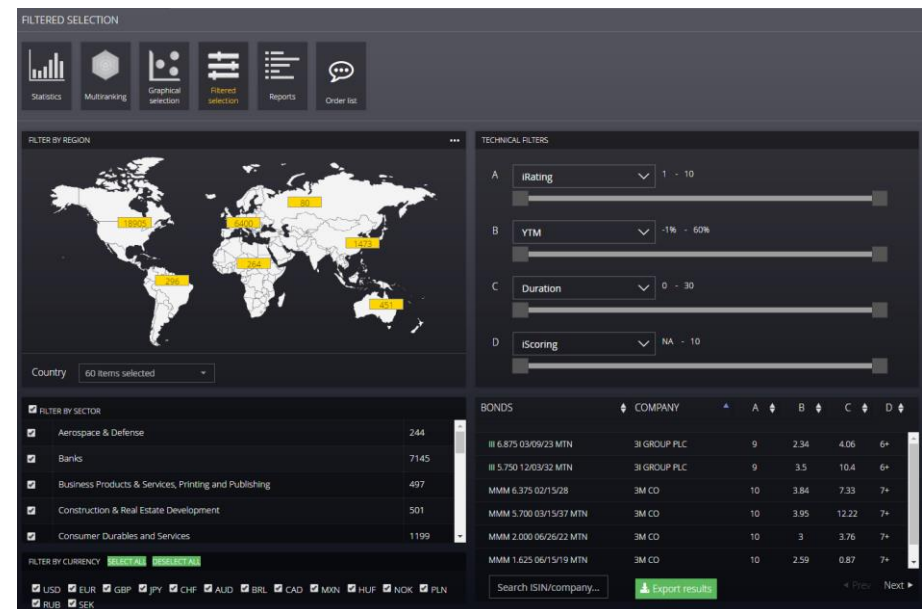 FILTERED SELECTION
Statistics
Multiranking
Graphical selection
Filtered selection
Reports
Order list
FILTER BY REGION
18905
6400
80
1473
264
296
451
Country 60 items selected
TECHNICAL FILTERS
A iRating 1 - 10
B YTM -1% - 60%
C Duration 0 - 30
D iScoring NA - 10
FILTER BY SECTOR
Aerospace & Defense 244
Banks 7145
Business Products & Services, Printing and Publishing 497
Construction & Real Estate Development 501
Consumer Durables and Services 1199
FILTER BY CURRENCY SELECT ALL DESELECT ALL
USD EUR GBP JPY CHF AUD BRL CAD MXN HUF NOK PLN
RUB SEK
BONDS COMPANY A B C D
III 6.875 03/09/23 MTN 3I GROUP PLC 9 2.34 4.06 6+
III 5.750 12/03/32 MTN 3I GROUP PLC 9 3.5 10.4 6+
MMM 6.375 02/15/28 3M CO 10 3.84 7.33 7+
MMM 5.700 03/15/37 MTN 3M CO 10 3.95 12.22 7+
MMM 2.000 06/26/22 MTN 3M CO 10 3 3.76 7+
MMM 1.625 06/15/19 MTN 3M CO 10 2.59 0.87 7+
Search ISIN/company... Export results Prev Next